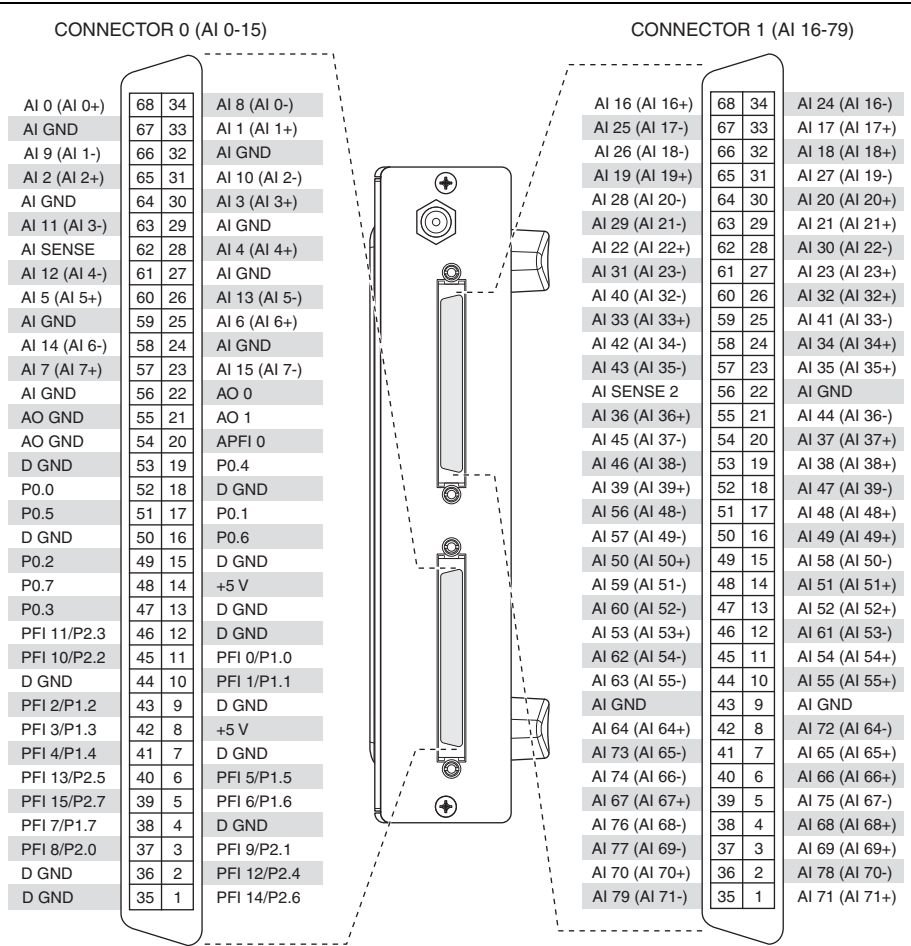 CONNECTOR 0 (AI 0-15)
AI 0 (AI 0+) 68 34 AI 8 (AI 0-)
AI GND 67 33 AI 1 (AI 1+)
AI 9 (AI 1-) 66 32 AI GND
AI 2 (AI 2+) 65 31 AI 10 (AI 2-)
AI GND 64 30 AI 3 (AI 3+)
AI 11 (AI 3-) 63 29 AI GND
AI SENSE 62 28 AI 4 (AI 4+)
AI 12 (AI 4-) 61 27 AI GND
AI 5 (AI 5+) 60 26 AI 13 (AI 5-)
AI GND 59 25 AI 6 (AI 6+)
AI 14 (AI 6-) 58 24 AI GND
AI 7 (AI 7+) 57 23 AI 15 (AI 7-)
AI GND 56 22 AO 0
AO GND 55 21 AO 1
AO GND 54 20 APFI 0
D GND 53 19 P0.4
P0.0 52 18 D GND
P0.5 51 17 P0.1
D GND 50 16 P0.6
P0.2 49 15 D GND
P0.7 48 14 +5 V
P0.3 47 13 D GND
PFI 11/P2.3 46 12 D GND
PFI 10/P2.2 45 11 PFI 0/P1.0
D GND 44 10 PFI 1/P1.1
PFI 2/P1.2 43 9 D GND
PFI 3/P1.3 42 8 +5 V
PFI 4/P1.4 41 7 D GND
PFI 13/P2.5 40 6 PFI 5/P1.5
PFI 15/P2.7 39 5 PFI 6/P1.6
PFI 7/P1.7 38 4 D GND
PFI 8/P2.0 37 3 PFI 9/P2.1
D GND 36 2 PFI 12/P2.4
D GND 35 1 PFI 14/P2.6
CONNECTOR 1 (AI 16-79)
AI 16 (AI 16+) 68 34 AI 24 (AI 16-)
AI 25 (AI 17-) 67 33 AI 17 (AI 17+)
AI 26 (AI 18-) 66 32 AI 18 (AI 18+)
AI 19 (AI 19+) 65 31 AI 27 (AI 19-)
AI 28 (AI 20-) 64 30 AI 20 (AI 20+)
AI 29 (AI 21-) 63 29 AI 21 (AI 21+)
AI 22 (AI 22+) 62 28 AI 30 (AI 22-)
AI 31 (AI 23-) 61 27 AI 23 (AI 23+)
AI 40 (AI 32-) 60 26 AI 32 (AI 32+)
AI 33 (AI 33+) 59 25 AI 41 (AI 33-)
AI 42 (AI 34-) 58 24 AI 34 (AI 34+)
AI 43 (AI 35-) 57 23 AI 35 (AI 35+)
AI SENSE 2 56 22 AI GND
AI 36 (AI 36+) 55 21 AI 44 (AI 36-)
AI 45 (AI 37-) 54 20 AI 37 (AI 37+)
AI 46 (AI 38-) 53 19 AI 38 (AI 38+)
AI 39 (AI 39+) 52 18 AI 47 (AI 39-)
AI 56 (AI 48-) 51 17 AI 48 (AI 48+)
AI 57 (AI 49-) 50 16 AI 49 (AI 49+)
AI 50 (AI 50+) 49 15 AI 58 (AI 50-)
AI 59 (AI 51-) 48 14 AI 51 (AI 51+)
AI 60 (AI 52-) 47 13 AI 52 (AI 52+)
AI 53 (AI 53+) 46 12 AI 61 (AI 53-)
AI 62 (AI 54-) 45 11 AI 54 (AI 54+)
AI 63 (AI 55-) 44 10 AI 55 (AI 55+)
AI GND 43 9 AI GND
AI 64 (AI 64+) 42 8 AI 72 (AI 64-)
AI 73 (AI 65-) 41 7 AI 65 (AI 65+)
AI 74 (AI 66-) 40 6 AI 66 (AI 66+)
AI 67 (AI 67+) 39 5 AI 75 (AI 67-)
AI 76 (AI 68-) 38 4 AI 68 (AI 68+)
AI 77 (AI 69-) 37 3 AI 69 (AI 69+)
AI 70 (AI 70+) 36 2 AI 78 (AI 70-)
AI 79 (AI 71-) 35 1 AI 71 (AI 71+)